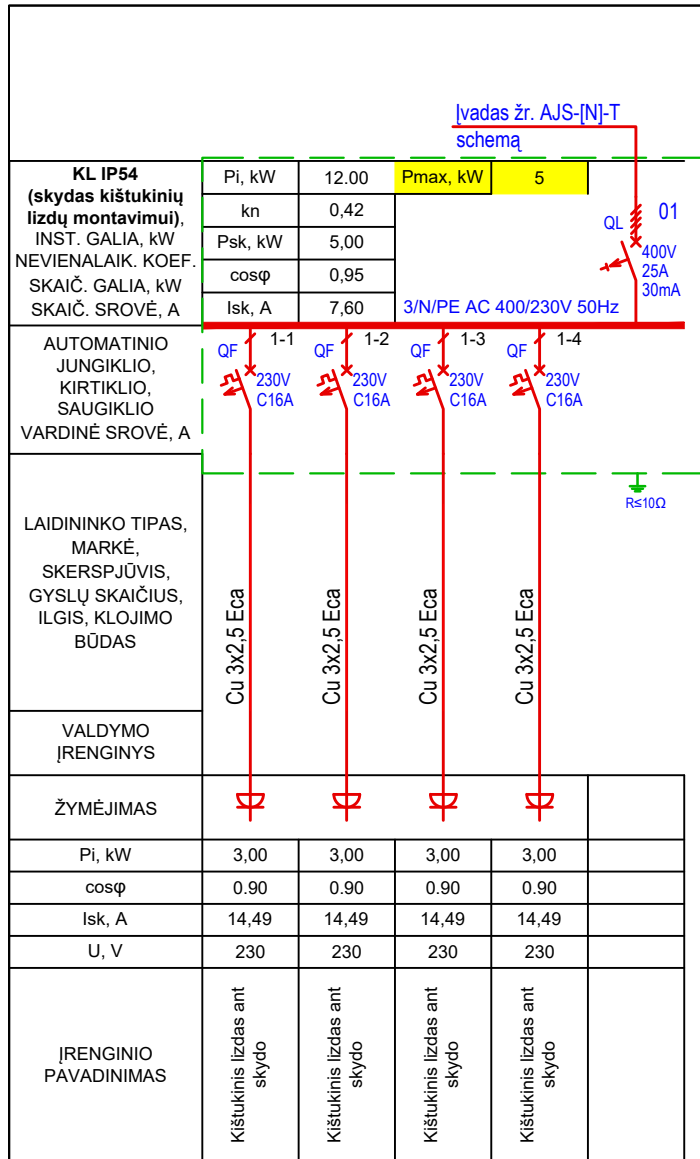 Įvadas žr. AJS-[N]-T
schemą
KL IP54
(skydas kištukinių
lizdų montavimui),
INST. GALIA, kW
NEVIENALAIK. KOEF.
SKAIČ. GALIA, kW
SKAIČ. SROVĖ, A
Pi, kW 12.00 Pmax, kW 5
kn 0,42
Psk, kW 5,00
cosφ 0,95
Isk, A 7,60
3/N/PE AC 400/230V 50Hz
QL 01
400V
25A
30mA
AUTOMATINIO
JUNGIKLIO,
KIRTIKLIO,
SAUGIKLIO
VARDINĖ SROVĖ, A
QF 1-1 QF 1-2 QF 1-3 QF 1-4
230V 230V 230V 230V
C16A C16A C16A C16A
R≤10Ω
LAIDININKO TIPAS,
MARKĖ,
SKERSPJŪVIS,
GYSLŲ SKAIČIUS,
ILGIS, KLOJIMO
BŪDAS
Cu 3x2,5 Eca
Cu 3x2,5 Eca
Cu 3x2,5 Eca
Cu 3x2,5 Eca
VALDYMO
ĮRENGINYS
ŽYMĖJIMAS
Pi, kW 3,00 3,00 3,00 3,00
cosφ 0.90 0.90 0.90 0.90
Isk, A 14,49 14,49 14,49 14,49
U, V 230 230 230 230
ĮRENGINIO
PAVADINIMAS
Kištukinis lizdas ant
skydo
Kištukinis lizdas ant
skydo
Kištukinis lizdas ant
skydo
Kištukinis lizdas ant
skydo